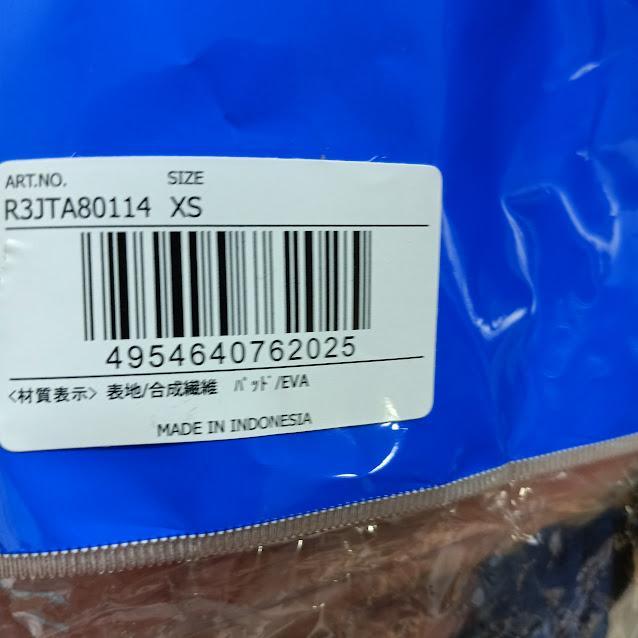 ART.NO. SIZE
R3JTA80114 XS
4954640762025
〈材質表示〉 表地/合成繊維 ﾊﾟｯﾄﾞ/EVA
MADE IN INDONESIA